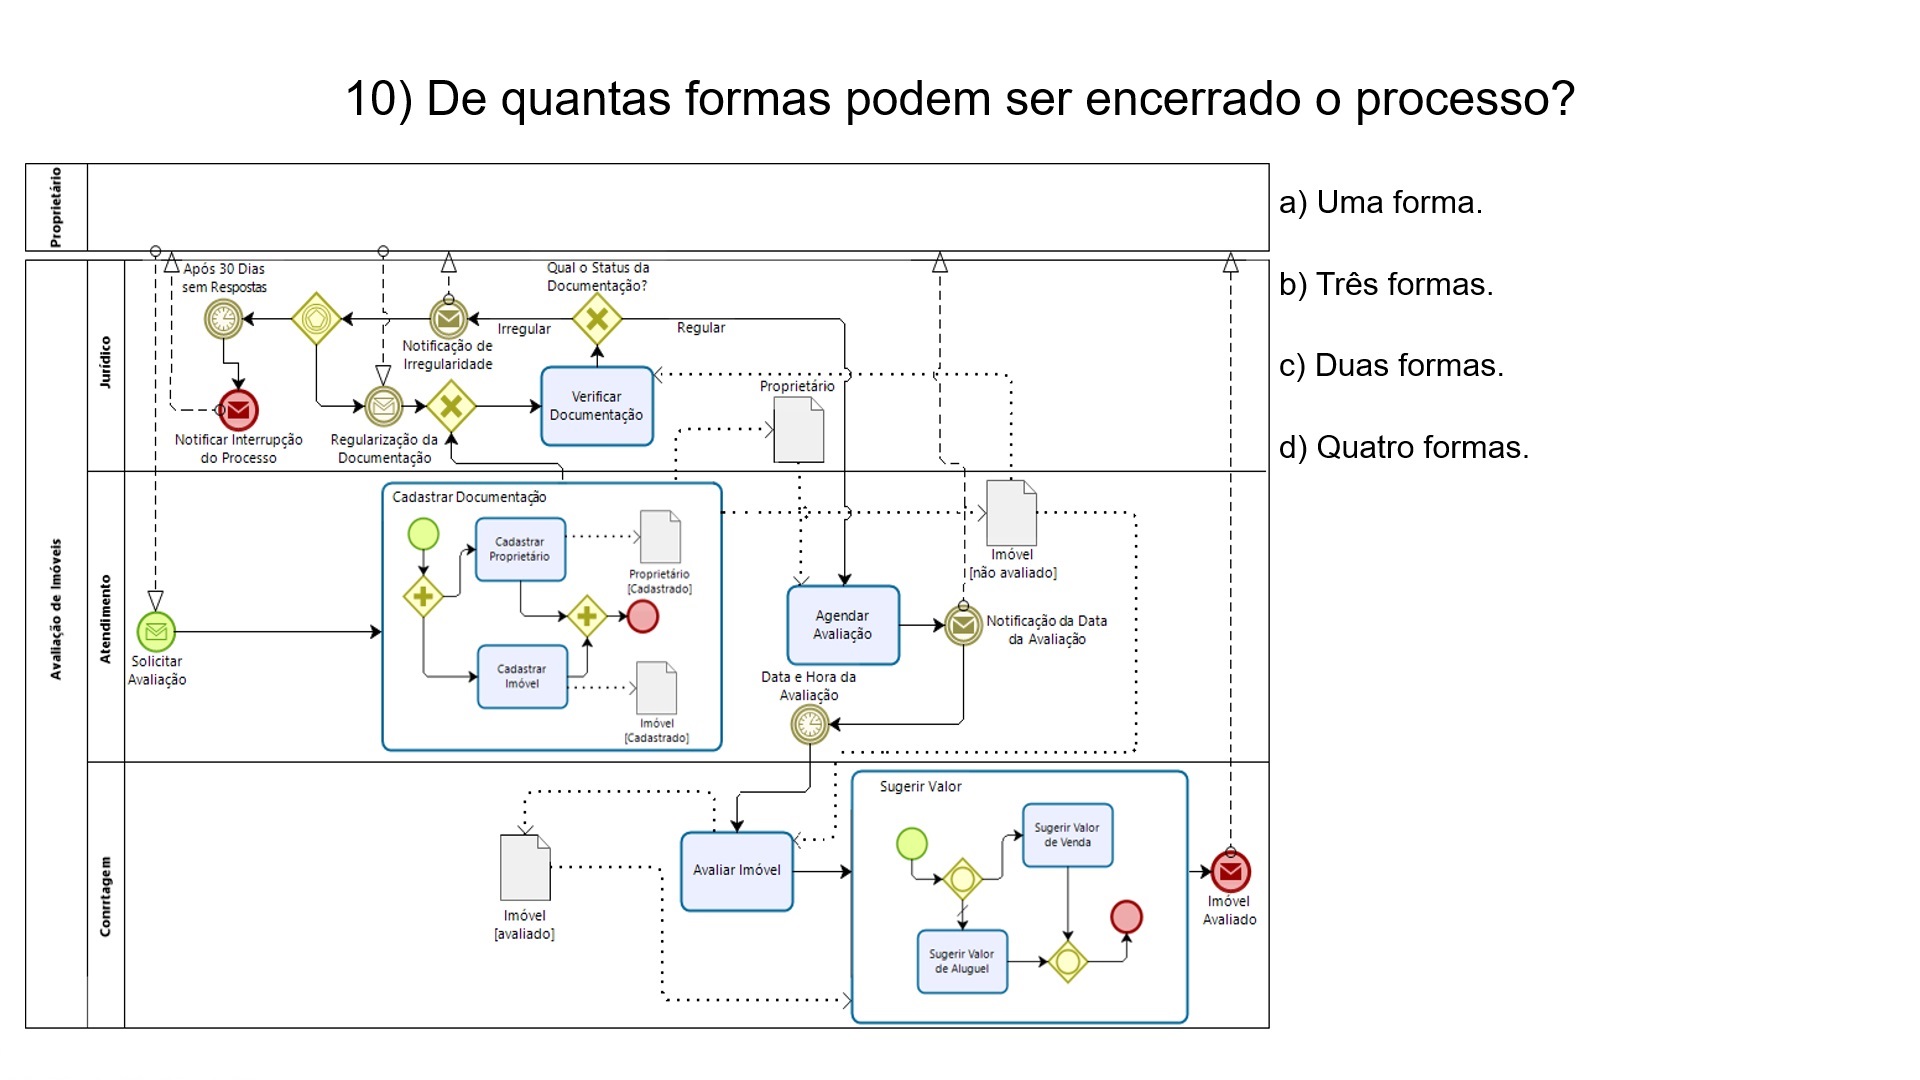 10) De quantas formas podem ser encerrado o processo?
Proprietário
a) Uma forma.
b) Três formas.
c) Duas formas.
d) Quatro formas.
Avaliação de Imóveis
Jurídico
Após 30 Dias
sem Respostas
Qual o Status da
Documentação?
Irregular
Regular
Notificação de
Irregularidade
Proprietário
Verificar
Documentação
Notificar Interrupção
do Processo
Regularização da
Documentação
Atendimento
Cadastrar Documentação
Cadastrar
Proprietário
Proprietário
[Cadastrado]
Imóvel
[não avaliado]
Solicitar
Avaliação
Cadastrar
Imóvel
Imóvel
[Cadastrado]
Agendar
Avaliação
Notificação da Data
da Avaliação
Data e Hora da
Avaliação
Conrtagem
Sugerir Valor
Sugerir Valor
de Venda
Avaliar Imóvel
Imóvel
[avaliado]
Sugerir Valor
de Aluguel
Imóvel
Avaliado